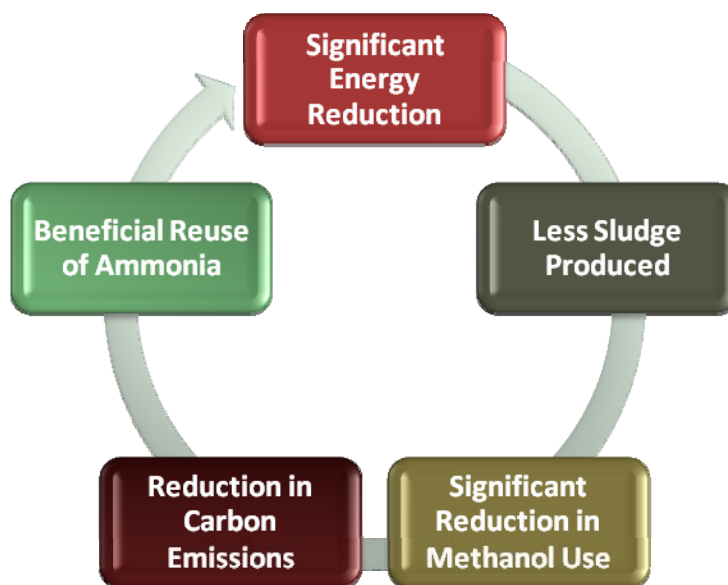 Significant
Energy
Reduction
Less Sludge
Produced
Significant
Reduction in
Methanol Use
Reduction in
Carbon
Emissions
Beneficial Reuse
of Ammonia